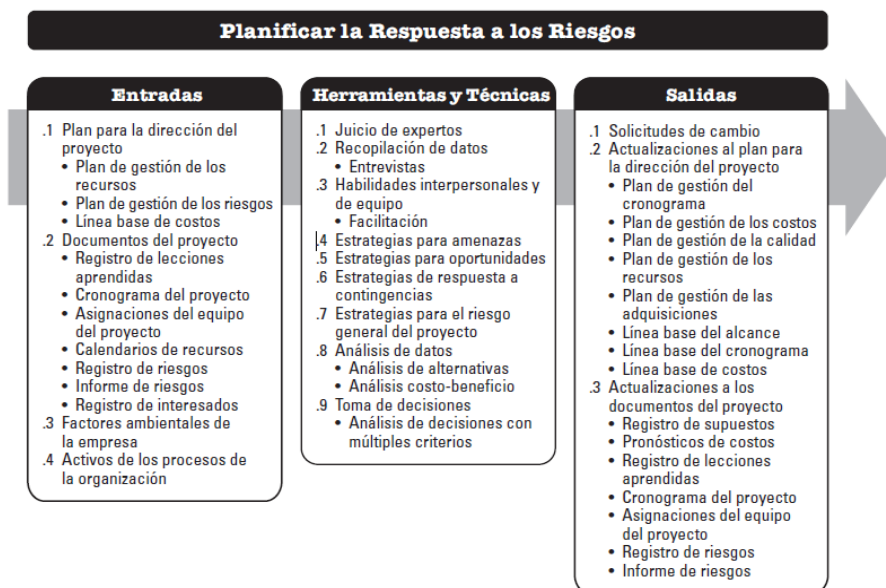 Planificar la Respuesta a los Riesgos
Entradas
.1 Plan para la dirección del
proyecto
• Plan de gestión de los
recursos
• Plan de gestión de los riesgos
• Línea base de costos
.2 Documentos del proyecto
• Registro de lecciones
aprendidas
• Cronograma del proyecto
• Asignaciones del equipo
del proyecto
• Calendarios de recursos
• Registro de riesgos
• Informe de riesgos
• Registro de interesados
.3 Factores ambientales de
la empresa
.4 Activos de los procesos de
la organización
Herramientas y Técnicas
.1 Juicio de expertos
.2 Recopilación de datos
• Entrevistas
.3 Habilidades interpersonales y
de equipo
• Facilitación
.4 Estrategias para amenazas
.5 Estrategias para oportunidades
.6 Estrategias de respuesta a
contingencias
.7 Estrategias para el riesgo
general del proyecto
.8 Análisis de datos
• Análisis de alternativas
• Análisis costo-beneficio
.9 Toma de decisiones
• Análisis de decisiones con
múltiples criterios
Salidas
.1 Solicitudes de cambio
.2 Actualizaciones al plan para
la dirección del proyecto
• Plan de gestión del
cronograma
• Plan de gestión de los costos
• Plan de gestión de la calidad
• Plan de gestión de los
recursos
• Plan de gestión de las
adquisiciones
• Línea base del alcance
• Línea base del cronograma
• Línea base de costos
.3 Actualizaciones a los
documentos del proyecto
• Registro de supuestos
• Pronósticos de costos
• Registro de lecciones
aprendidas
• Cronograma del proyecto
• Asignaciones del equipo
del proyecto
• Registro de riesgos
• Informe de riesgos